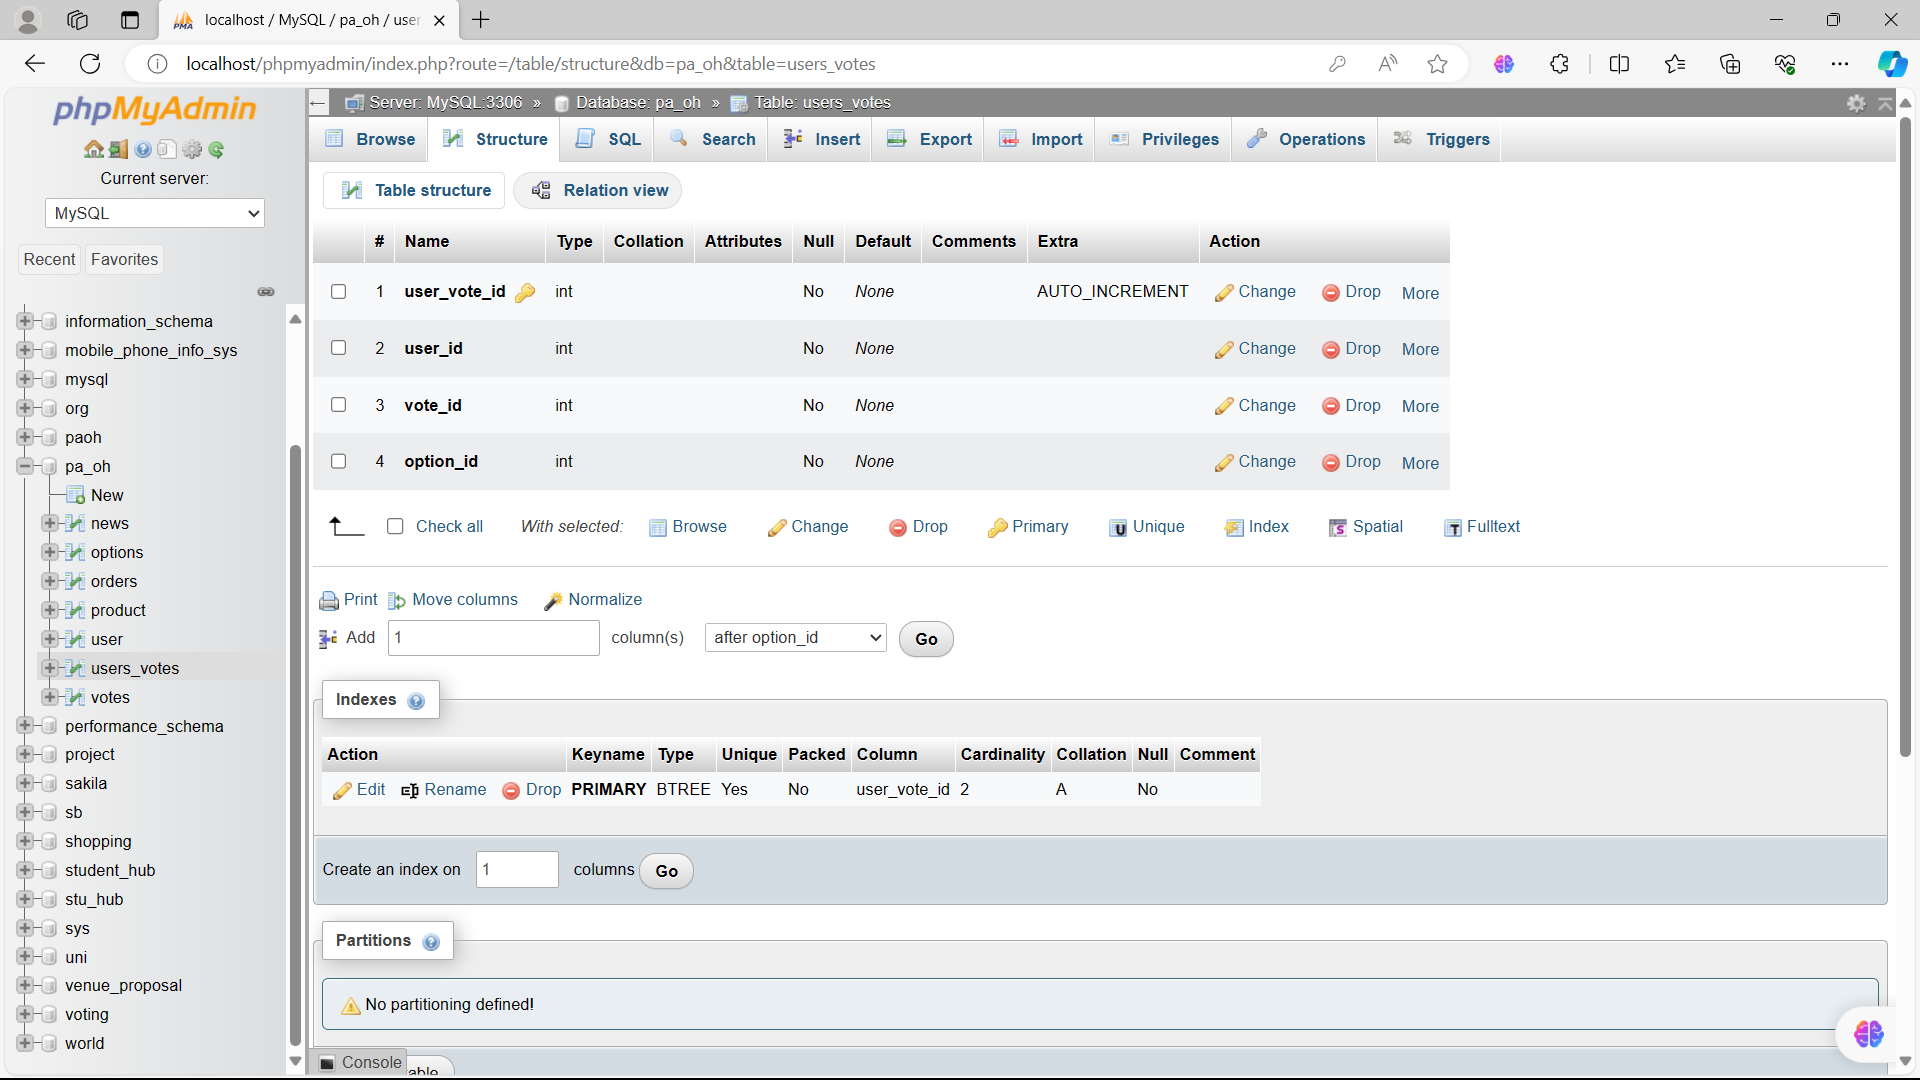 localhost / MySQL / pa_oh / user
localhost/phpmyadmin/index.php?route=/table/structure&db=pa_oh&table=users_votes
phpMyAdmin
Current server:
MySQL
Recent Favorites
information_schema
mobile_phone_info_sys
mysql
org
paoh
pa_oh
New
news
options
orders
product
user
users_votes
votes
performance_schema
project
sakila
sb
shopping
student_hub
stu_hub
sys
uni
venue_proposal
voting
world
Server: MySQL:3306 » Database: pa_oh » Table: users_votes
Browse Structure SQL Search Insert Export Import Privileges Operations Triggers
Table structure Relation view
# Name Type Collation Attributes Null Default Comments Extra Action
1 user_vote_id int No None AUTO_INCREMENT Change Drop More
2 user_id int No None Change Drop More
3 vote_id int No None Change Drop More
4 option_id int No None Change Drop More
Check all With selected: Browse Change Drop Primary Unique Index Spatial Fulltext
Print Move columns Normalize
Add 1 column(s) after option_id Go
Indexes
Action Keyname Type Unique Packed Column Cardinality Collation Null Comment
Edit Rename Drop PRIMARY BTREE Yes No user_vote_id 2 A No
Create an index on 1 columns Go
Partitions
No partitioning defined!
Console